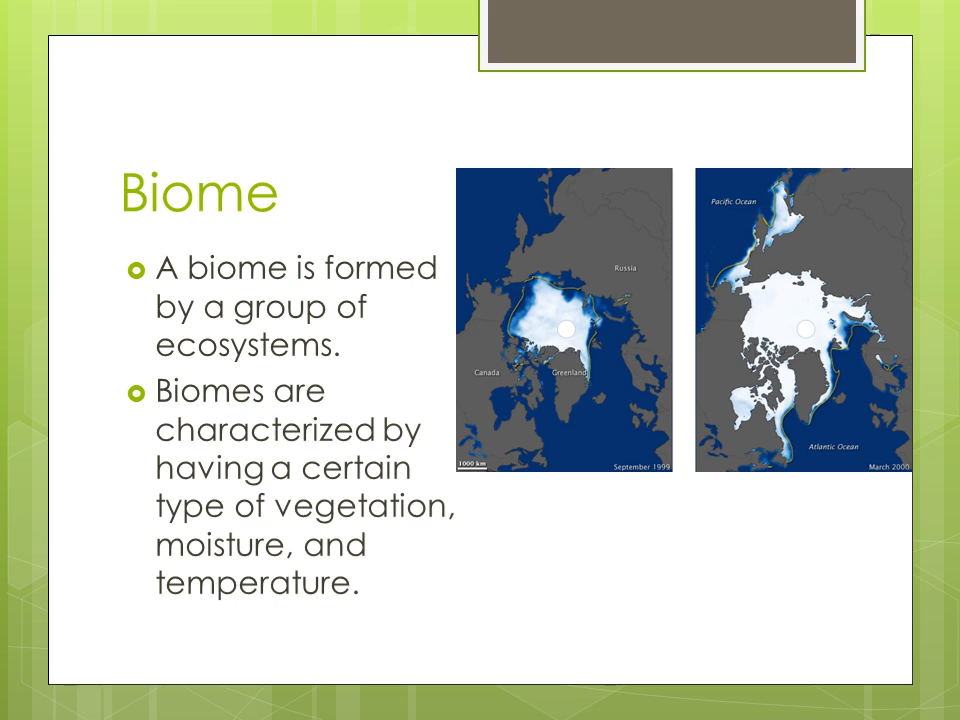 Biome
A biome is formed
by a group of
ecosystems.
Biomes are
characterized by
having a certain
type of vegetation,
moisture, and
temperature.
Russia
Canada
Greenland
1000 km
September 1999
Pacific Ocean
Atlantic Ocean
March 2000